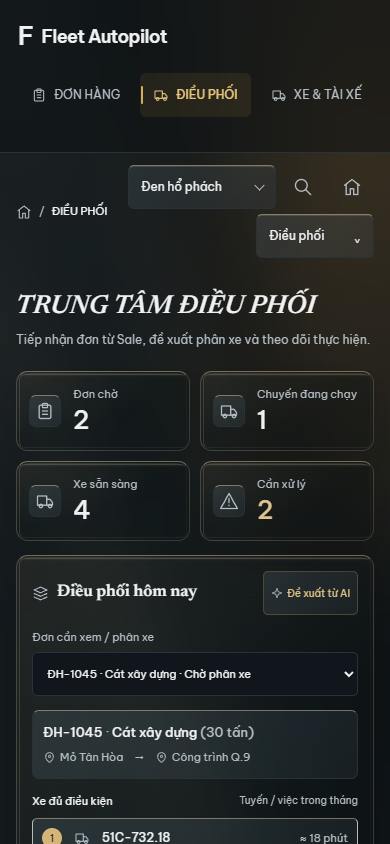 F Fleet Autopilot
ĐƠN HÀNG ĐIỀU PHỐI XE & TÀI XẾ
Đen hổ phách
/ ĐIỀU PHỐI
Điều phối
TRUNG TÂM ĐIỀU PHỐI
Tiếp nhận đơn từ Sale, đề xuất phân xe và theo dõi thực hiện.
Đơn chờ
2
Chuyến đang chạy
1
Xe sẵn sàng
4
Cần xử lý
2
Điều phối hôm nay
Đề xuất từ AI
Đơn cần xem / phân xe
ĐH-1045 · Cát xây dựng · Chờ phân xe
ĐH-1045 · Cát xây dựng (30 tấn)
Mỏ Tân Hòa → Công trình Q.9
Xe đủ điều kiện Tuyến / việc trong tháng
1 51C-732.18 ≈ 18 phút